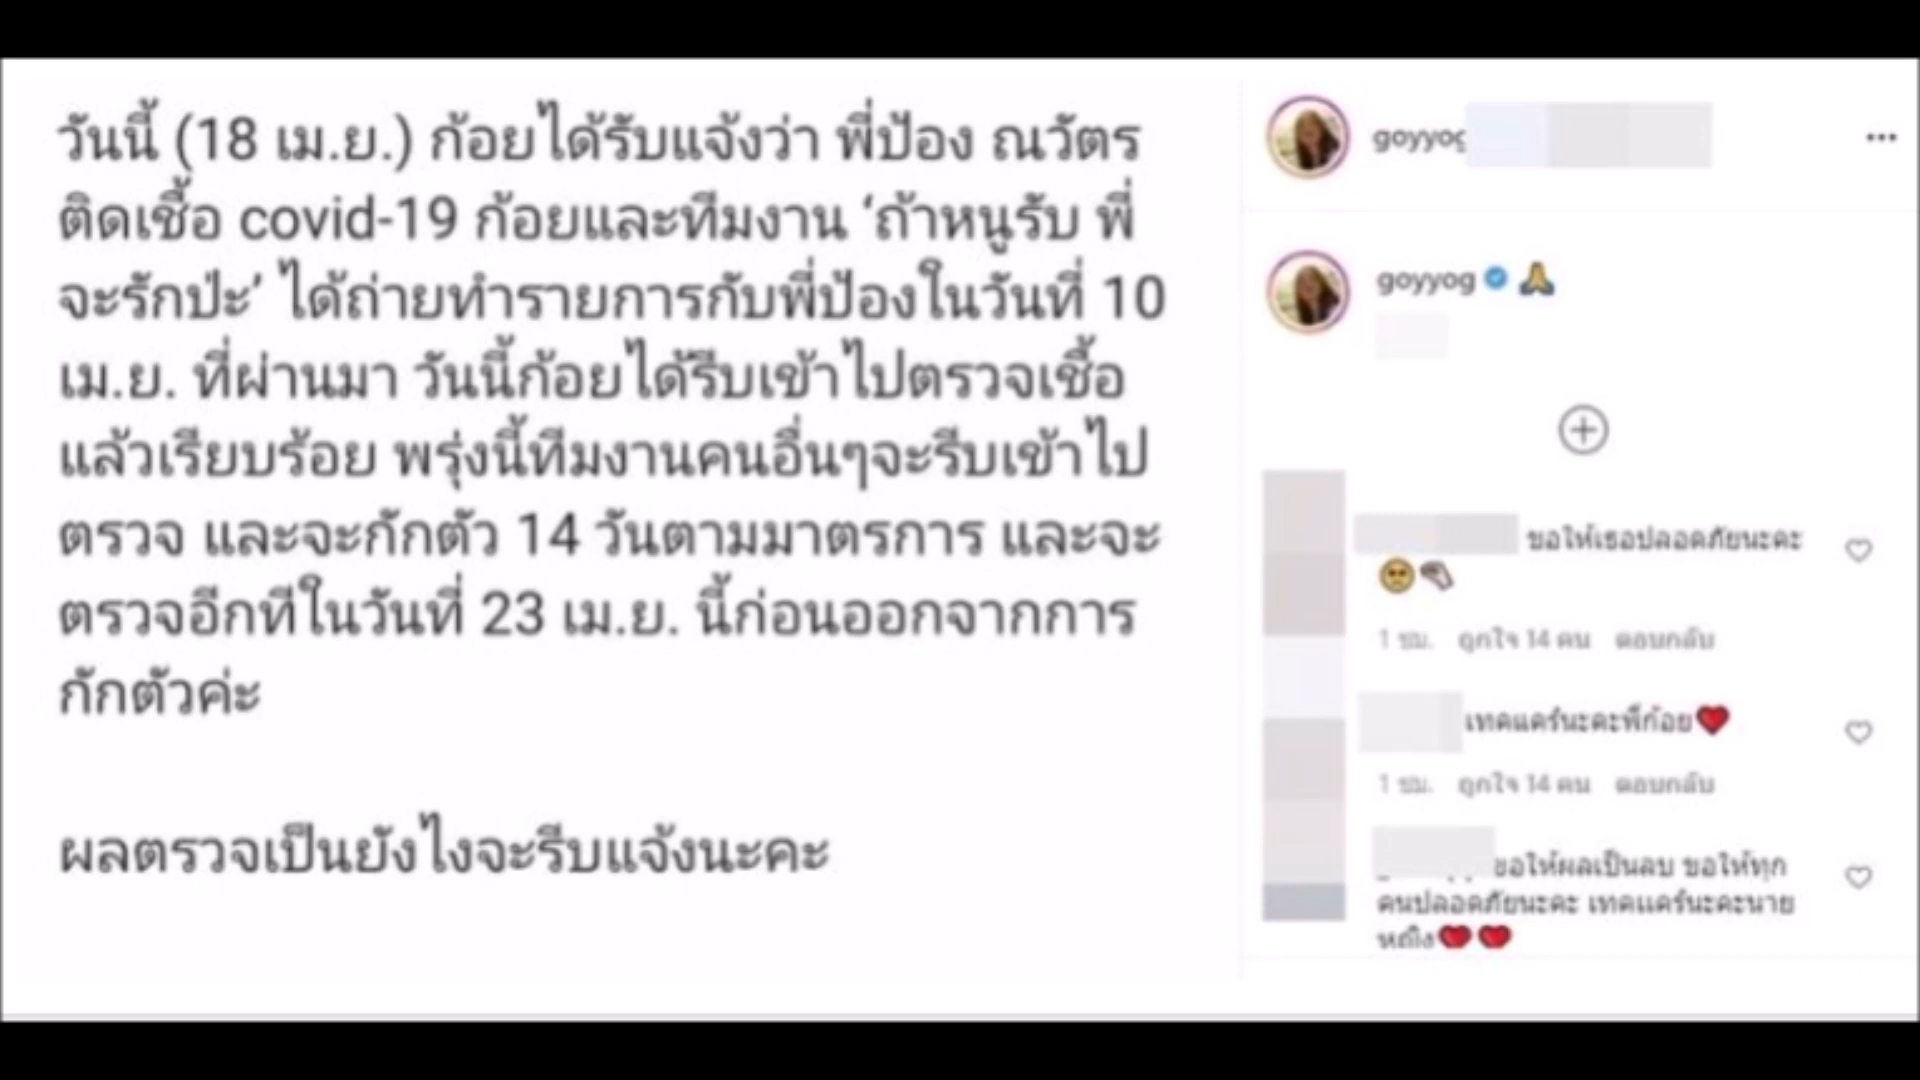 วันนี้ (18 เม.ย.) ก้อยได้รับแจ้งว่า พี่ป้อง ณวัตร
ติดเชื้อ covid-19 ก้อยและทีมงาน ‘ถ้าหนูรับ พี่
จะรักป่ะ’ ได้ถ่ายทำรายการกับพี่ป้องในวันที่ 10
เม.ย. ที่ผ่านมา วันนี้ก้อยได้รีบเข้าไปตรวจเชื้อ
แล้วเรียบร้อย พรุ่งนี้ทีมงานคนอื่นๆจะรีบเข้าไป
ตรวจ และจะกักตัว 14 วันตามมาตรการ และจะ
ตรวจอีกทีในวันที่ 23 เม.ย. นี้ก่อนออกจากการ
กักตัวค่ะ
ผลตรวจเป็นยังไงจะรีบแจ้งนะคะ
goyyog
goyyog
ขอให้เธอปลอดภัยนะคะ
1 ชม. ถูกใจ 14 คน ตอบกลับ
เทคแคร์นะคะพี่ก้อย
1 ชม. ถูกใจ 14 คน ตอบกลับ
ขอให้ผลเป็นลบ ขอให้ทุก
คนปลอดภัยนะคะ เทคแคร์นะคะนาย
หญิง